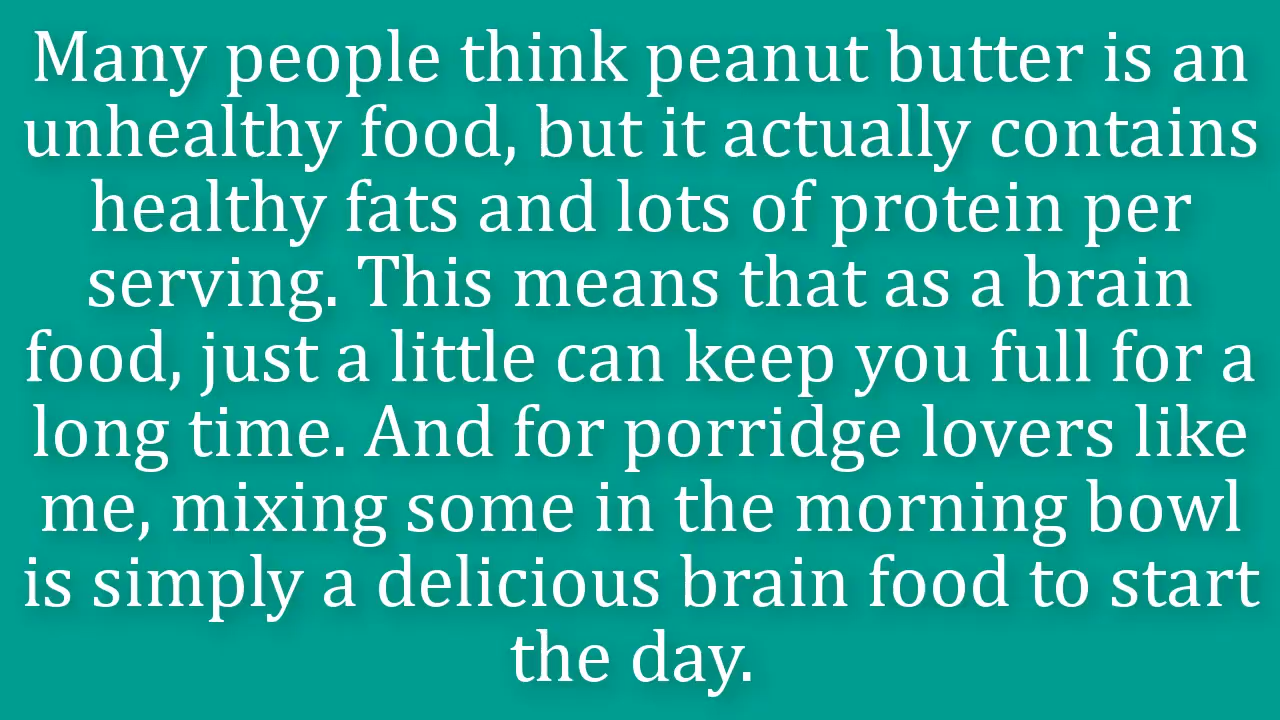 Many people think peanut butter is an
unhealthy food, but it actually contains
healthy fats and lots of protein per
serving. This means that as a brain
food, just a little can keep you full for a
long time. And for porridge lovers like
me, mixing some in the morning bowl
is simply a delicious brain food to start
the day.